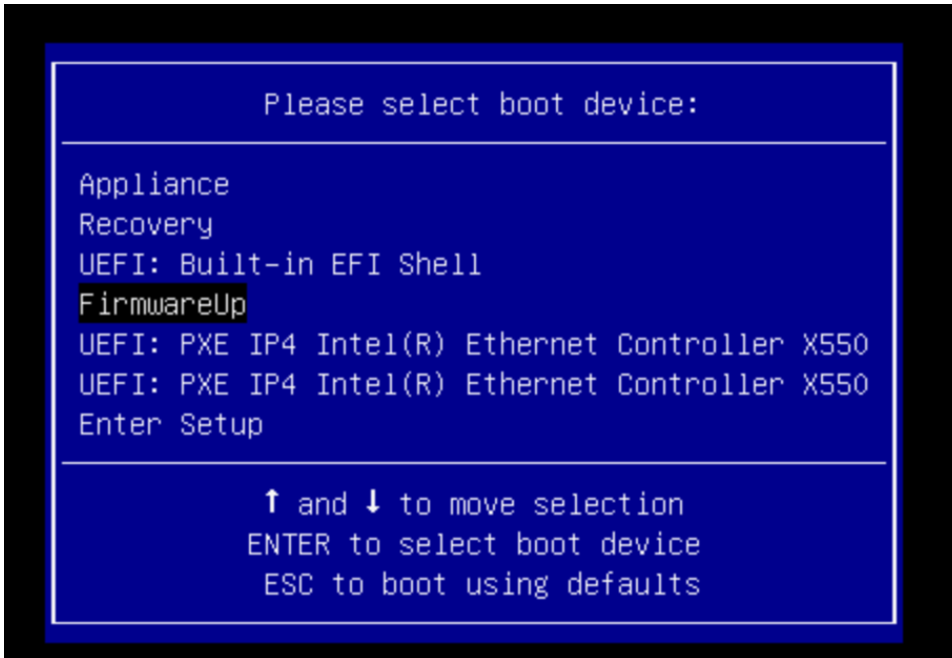 Please select boot device:
Appliance
Recovery
UEFI: Built-in EFI Shell
FirmwareUp
UEFI: PXE IP4 Intel(R) Ethernet Controller X550
UEFI: PXE IP4 Intel(R) Ethernet Controller X550
Enter Setup
↑ and ↓ to move selection
ENTER to select boot device
ESC to boot using defaults